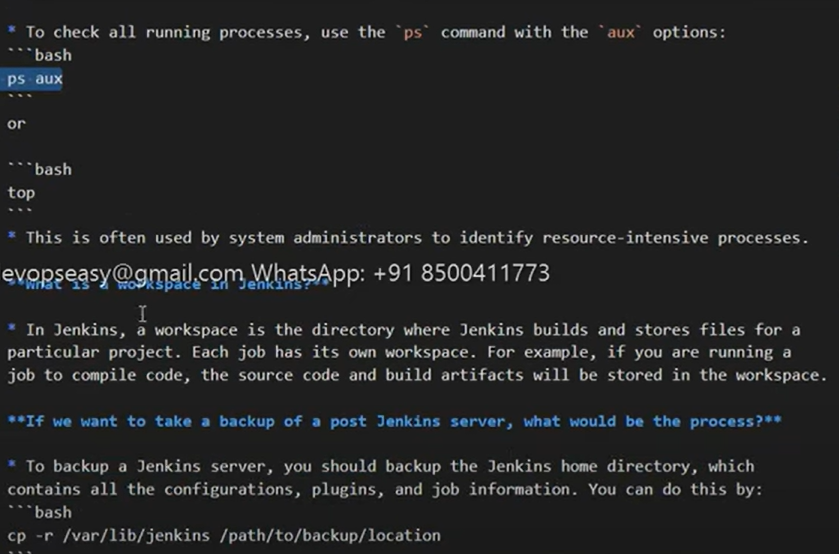 * To check all running processes, use the `ps` command with the `aux` options:
```bash
ps aux
```
or
```bash
top
```
* This is often used by system administrators to identify resource-intensive processes.
evopseasy@gmail.com WhatsApp: +91 8500411773
**What is a workspace in Jenkins?**
* In Jenkins, a workspace is the directory where Jenkins builds and stores files for a
particular project. Each job has its own workspace. For example, if you are running a
job to compile code, the source code and build artifacts will be stored in the workspace.
**If we want to take a backup of a post Jenkins server, what would be the process?**
* To backup a Jenkins server, you should backup the Jenkins home directory, which
contains all the configurations, plugins, and job information. You can do this by:
```bash
cp -r /var/lib/jenkins /path/to/backup/location
```